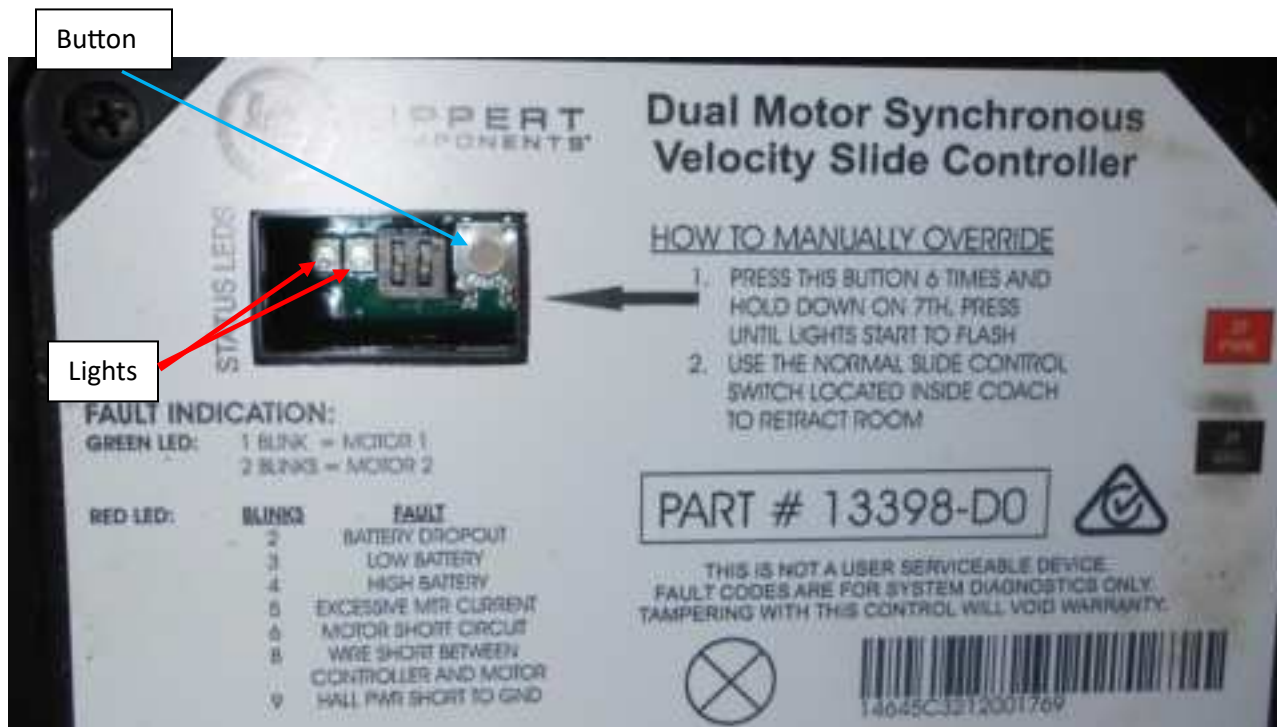 Button
PPERT
PONENTS
Dual Motor Synchronous
Velocity Slide Controller
STATUS LEDS
HOW TO MANUALLY OVERRIDE
1. PRESS THIS BUTTON 6 TIMES AND
HOLD DOWN ON 7TH. PRESS
UNTIL LIGHTS START TO FLASH
2. USE THE NORMAL SLIDE CONTROL
SWITCH LOCATED INSIDE COACH
TO RETRACT ROOM
Lights
FAULT INDICATION:
GREEN LED: 1 BLINK = MOTOR 1
2 BLINKS = MOTOR 2
RED LED: BLINKS FAULT
2 BATTERY DROPOUT
3 LOW BATTERY
4 HIGH BATTERY
5 EXCESSIVE MTR CURRENT
6 MOTOR SHORT CIRCUIT
8 WIRE SHORT BETWEEN
CONTROLLER AND MOTOR
9 HALL PWR SHORT TO GND
PART # 13398-D0
THIS IS NOT A USER SERVICEABLE DEVICE.
FAULT CODES ARE FOR SYSTEM DIAGNOSTICS ONLY.
TAMPERING WITH THIS CONTROL WILL VOID WARRANTY.
14645C3212001769